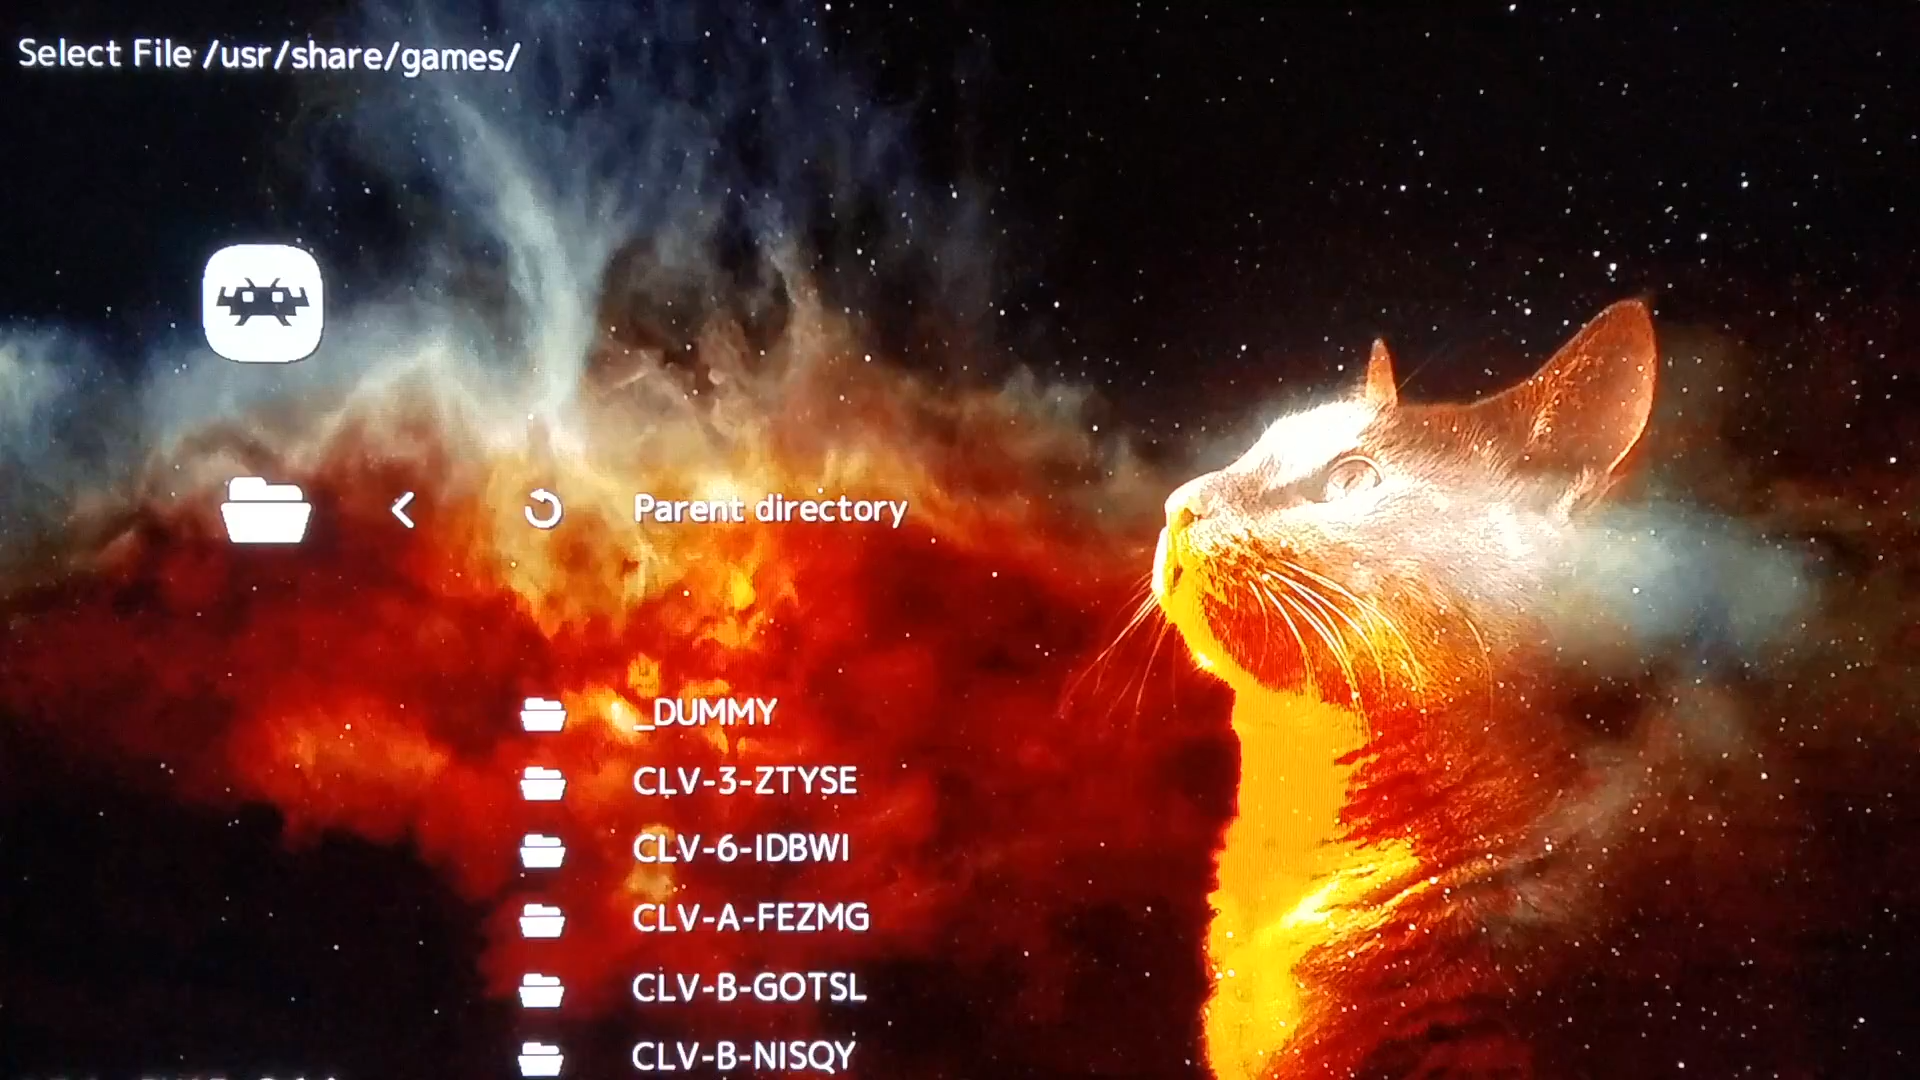 Select File /usr/share/games/
Parent directory
_DUMMY
CLV-3-ZTYSE
CLV-6-IDBWI
CLV-A-FEZMG
CLV-B-GOTSL
CLV-B-NISQY